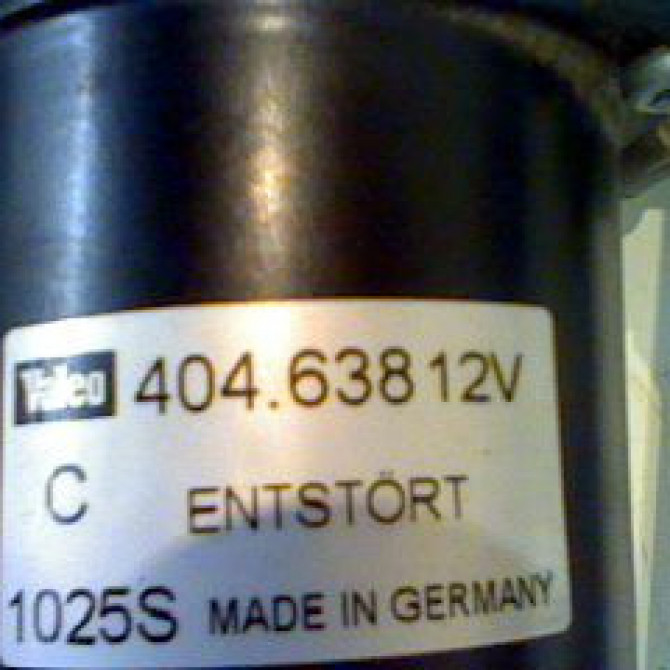 Valeo 404.638 12V
C ENTSTÖRT
1025S MADE IN GERMANY